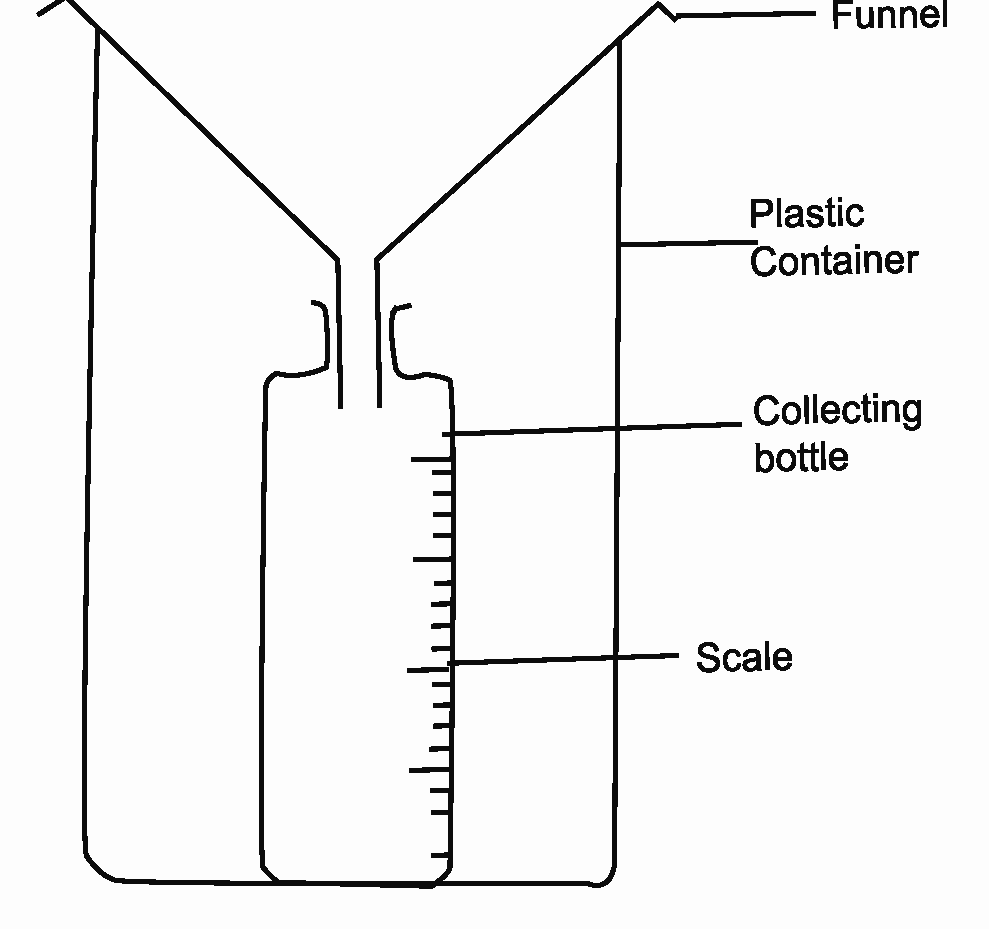 Funnel
Plastic
Container
Collecting
bottle
Scale